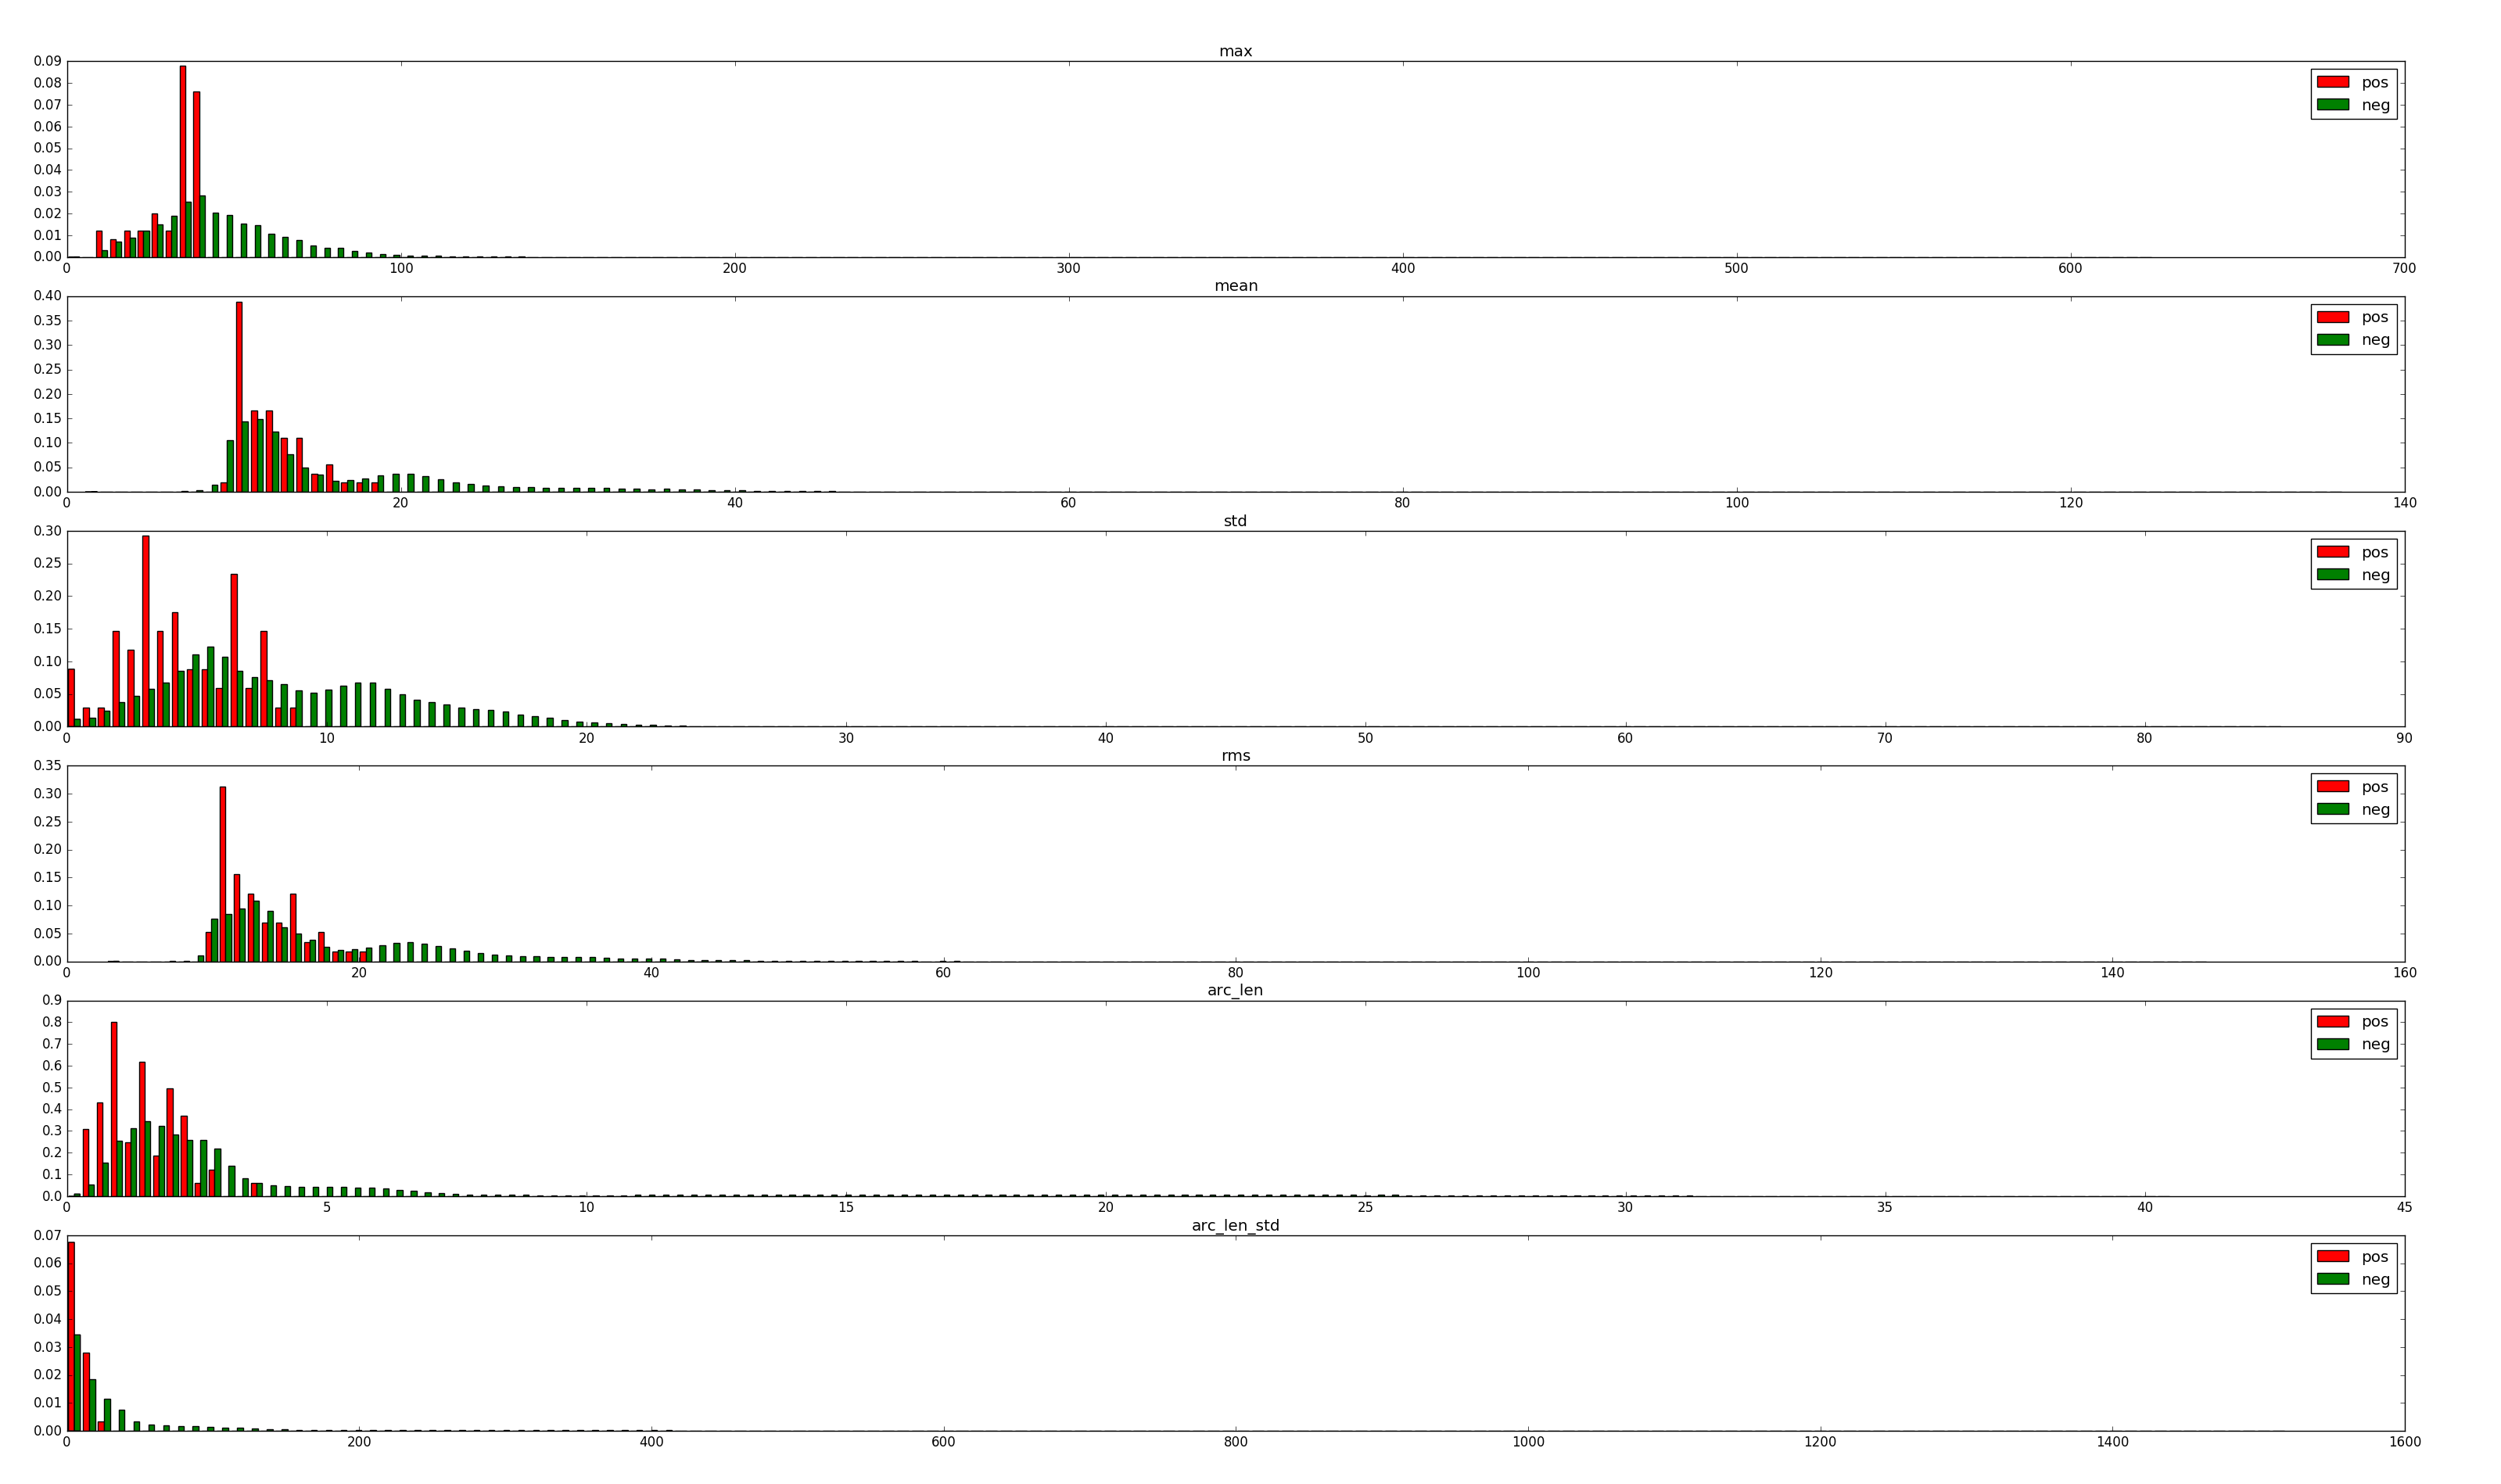 max
0.09
0.08
0.07
0.06
0.05
0.04
0.03
0.02
0.01
0.00
0 100 200 300 400 500 600 700
pos
neg
mean
0.40
0.35
0.30
0.25
0.20
0.15
0.10
0.05
0.00
0 20 40 60 80 100 120 140
pos
neg
std
0.30
0.25
0.20
0.15
0.10
0.05
0.00
0 10 20 30 40 50 60 70 80 90
pos
neg
rms
0.35
0.30
0.25
0.20
0.15
0.10
0.05
0.00
0 20 40 60 80 100 120 140 160
pos
neg
arc_len
0.9
0.8
0.7
0.6
0.5
0.4
0.3
0.2
0.1
0.0
0 5 10 15 20 25 30 35 40 45
pos
neg
arc_len_std
0.07
0.06
0.05
0.04
0.03
0.02
0.01
0.00
0 200 400 600 800 1000 1200 1400 1600
pos
neg